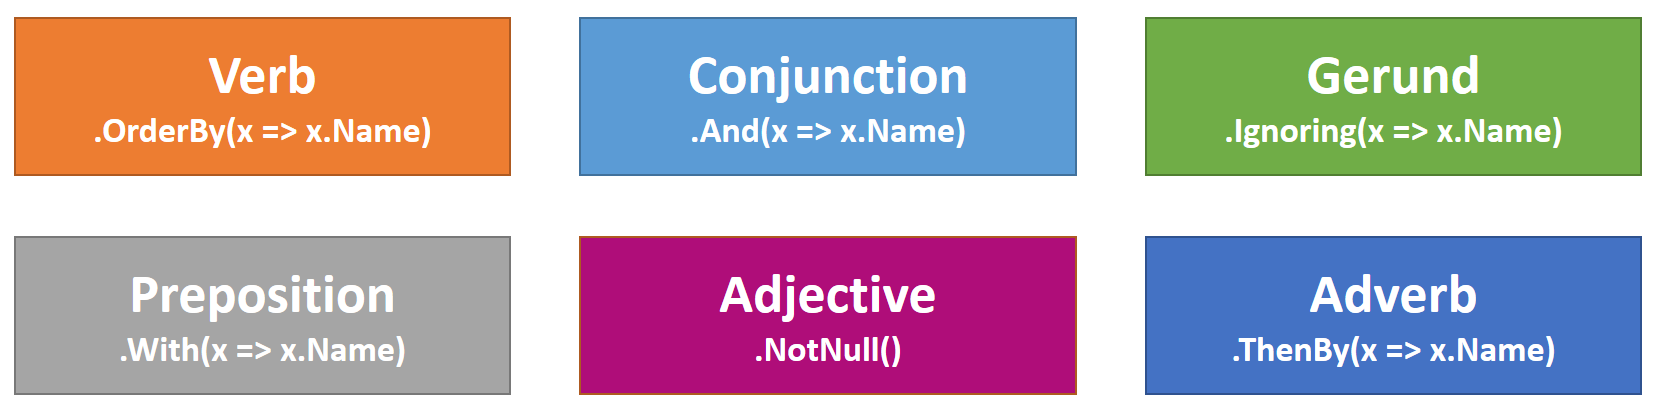 Verb
.OrderBy(x => x.Name)
Conjunction
.And(x => x.Name)
Gerund
.Ignoring(x => x.Name)
Preposition
.With(x => x.Name)
Adjective
.NotNull()
Adverb
.ThenBy(x => x.Name)